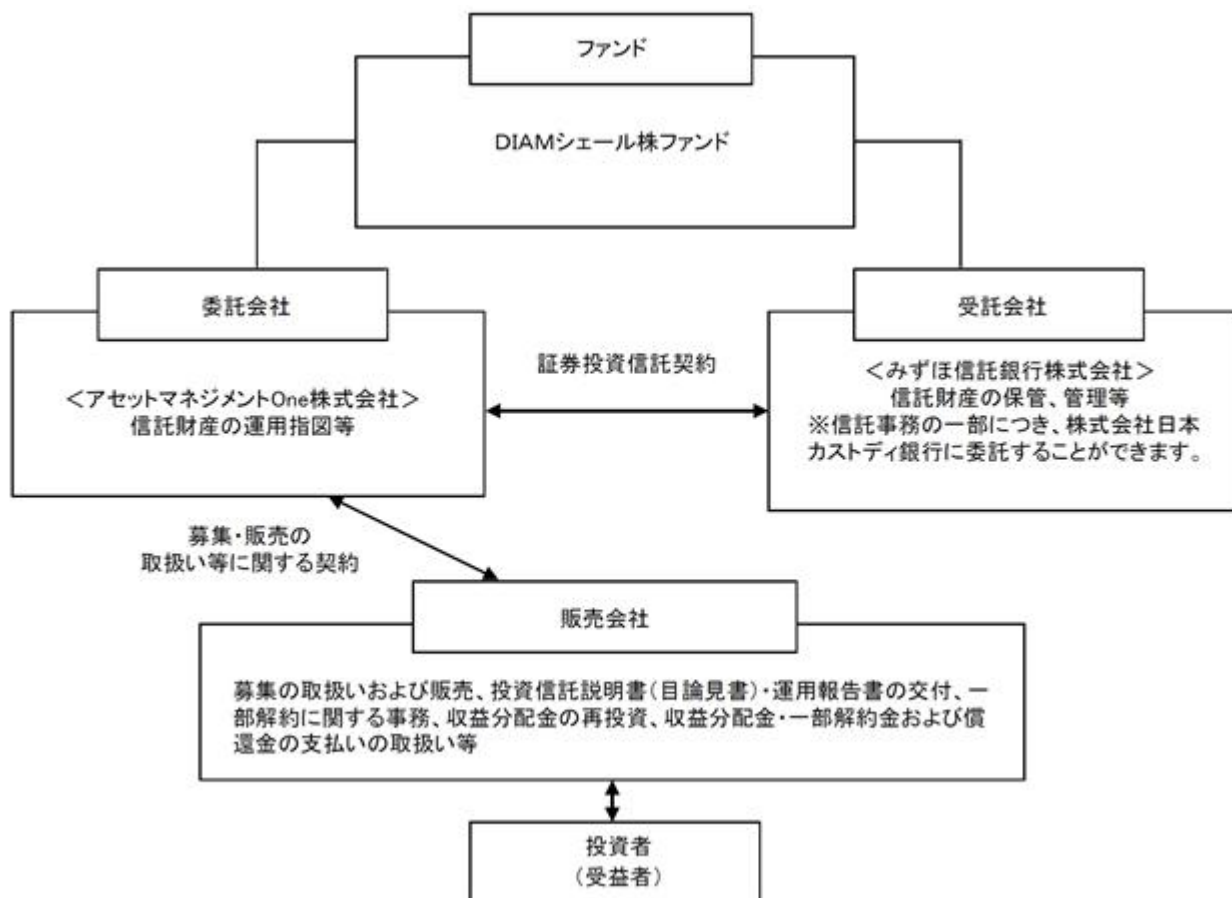 ファンド
DIAMシェール株ファンド
委託会社
受託会社
<アセットマネジメントOne株式会社>
信託財産の運用指図等
証券投資信託契約
<みずほ信託銀行株式会社>
信託財産の保管、管理等
※信託事務の一部につき、株式会社日本
カストディ銀行に委託することができます。
募集・販売の
取扱い等に関する契約
販売会社
募集の取扱いおよび販売、投資信託説明書(目論見書)・運用報告書の交付、一
部解約に関する事務、収益分配金の再投資、収益分配金・一部解約金および償
還金の支払いの取扱い等
投資者
(受益者)